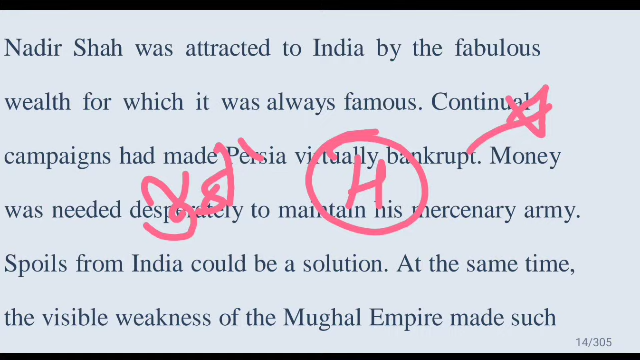 Nadir Shah was attracted to India by the fabulous
wealth for which it was always famous. Continual
campaigns had made Persia virtually bankrupt. Money
was needed desperately to maintain his mercenary army.
Spoils from India could be a solution. At the same time,
the visible weakness of the Mughal Empire made such
H
14/305